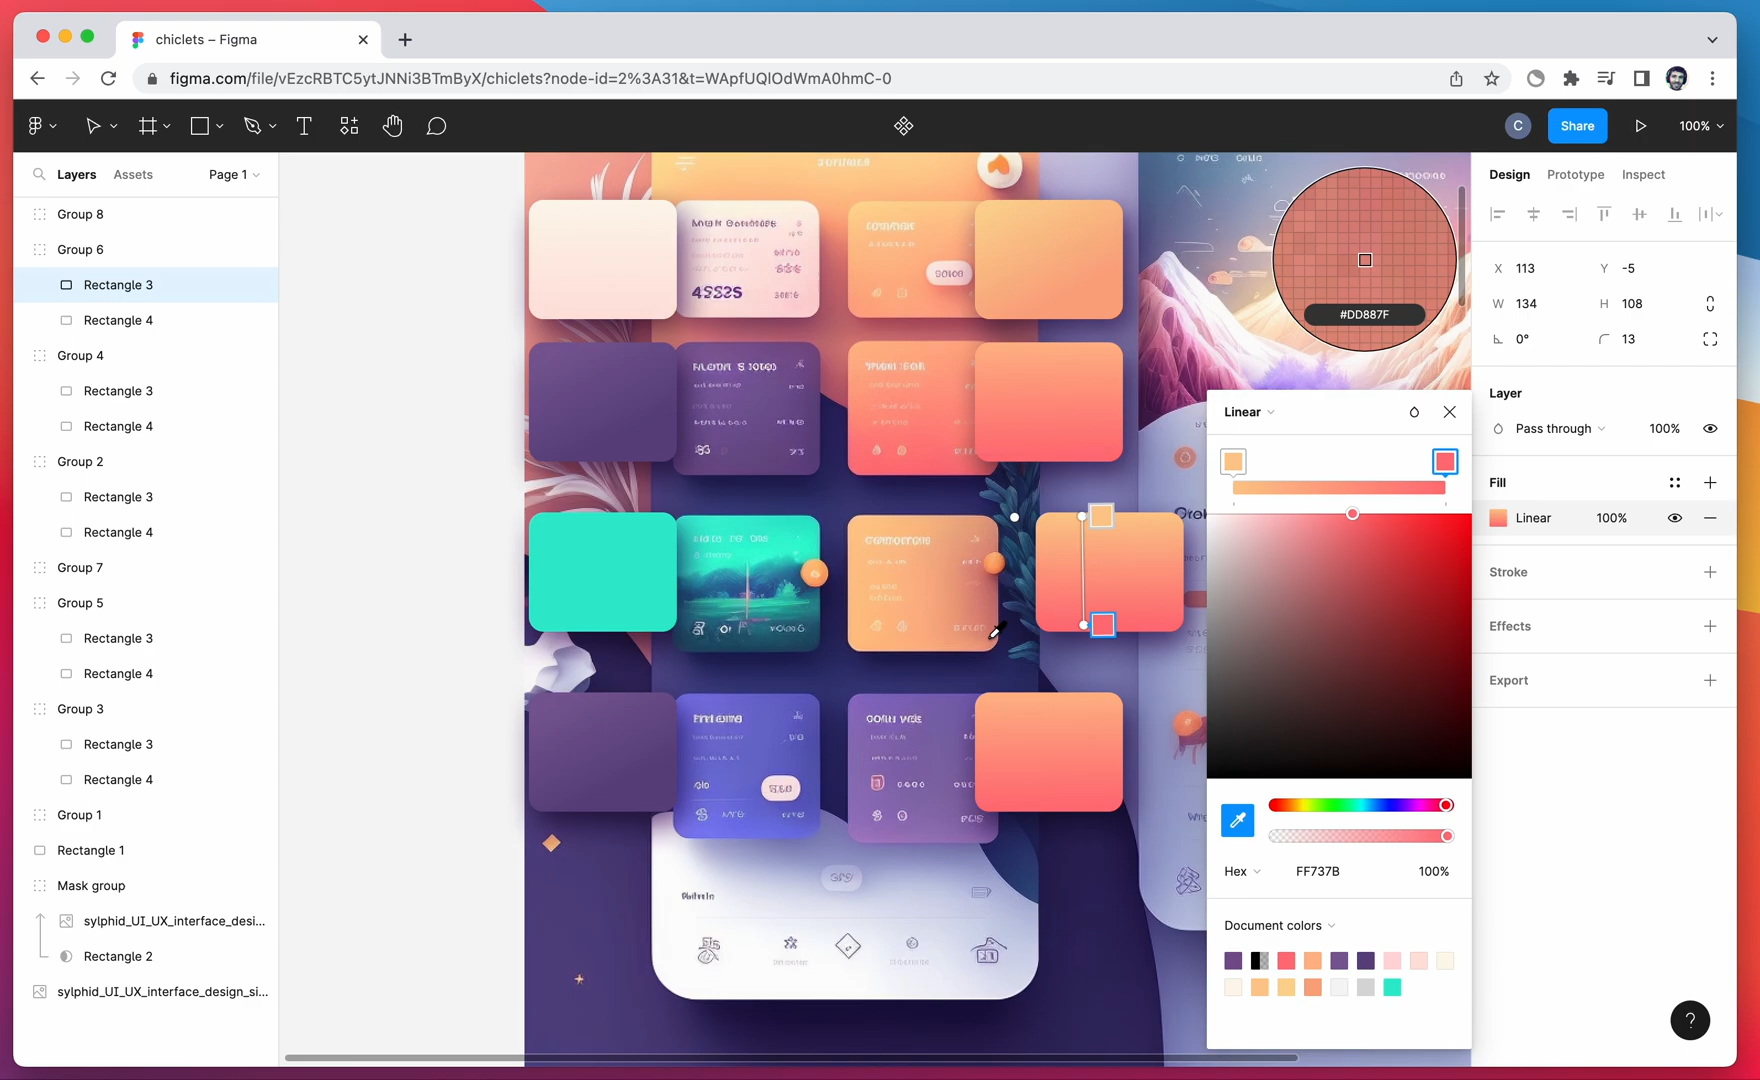 chiclets – Figma
figma.com/file/vEzcRBTC5ytJNNi3BTmByX/chiclets?node-id=2%3A31&t=WApfUQIOdWmA0hmC-0
C
Share
100%
Layers
Assets
Page 1
Group 8
Group 6
Rectangle 3
Rectangle 4
Group 4
Rectangle 3
Rectangle 4
Group 2
Rectangle 3
Rectangle 4
Group 7
Group 5
Rectangle 3
Rectangle 4
Group 3
Rectangle 3
Rectangle 4
Group 1
Rectangle 1
Mask group
sylphid_UI_UX_interface_desi...
Rectangle 2
sylphid_UI_UX_interface_design_si...
#DD887F
Linear
Hex
FF737B
100%
Document colors
Design
Prototype
Inspect
X 113
Y -5
W 134
H 108
0°
13
Layer
Pass through
100%
Fill
Linear
100%
Stroke
Effects
Export
?